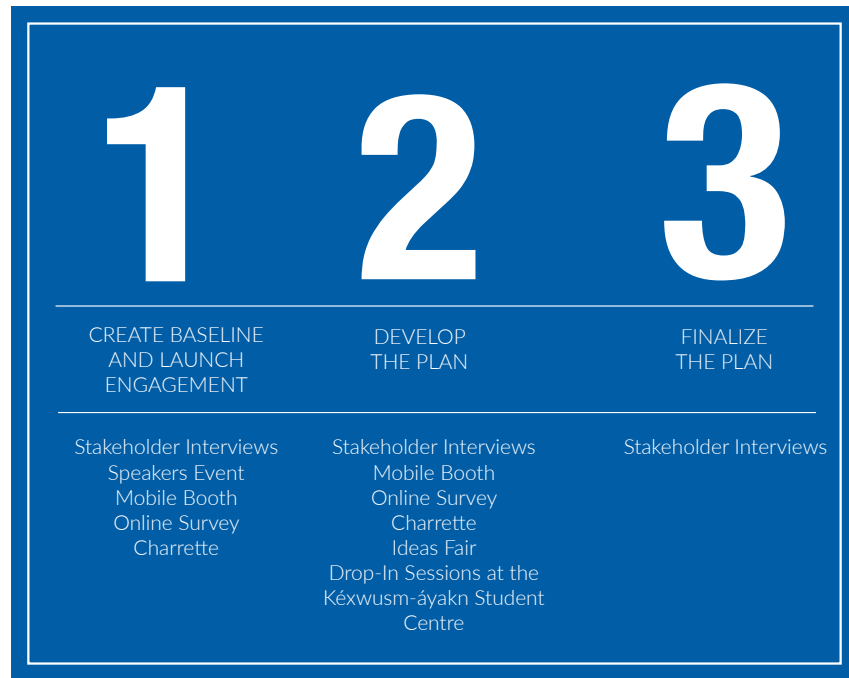 1
2
3
CREATE BASELINE
AND LAUNCH
ENGAGEMENT
DEVELOP
THE PLAN
FINALIZE
THE PLAN
Stakeholder Interviews
Speakers Event
Mobile Booth
Online Survey
Charrette
Stakeholder Interviews
Mobile Booth
Online Survey
Charrette
Ideas Fair
Drop-In Sessions at the
Kéxwusm-áyakn Student
Centre
Stakeholder Interviews